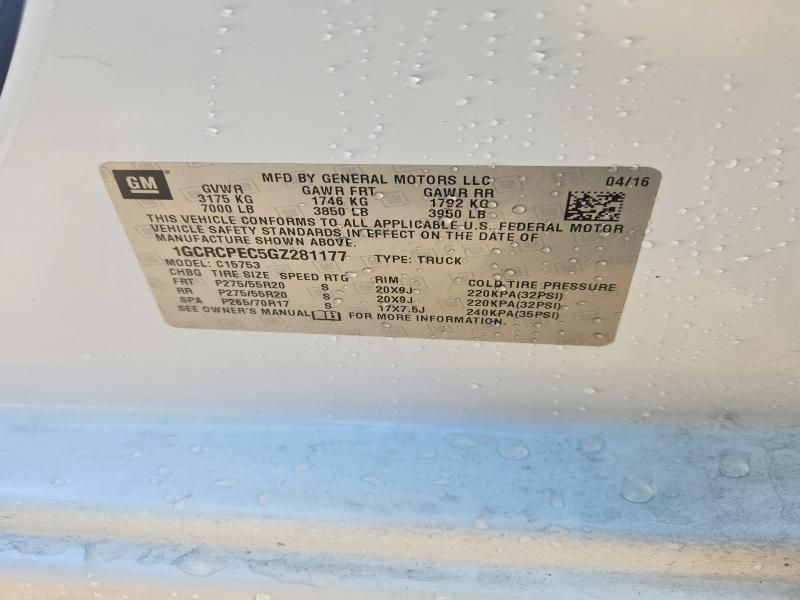 GM
MFD BY GENERAL MOTORS LLC 04/16
GVWR GAWR FRT GAWR RR
3175 KG 1746 KG 1792 KG
7000 LB 3850 LB 3950 LB
THIS VEHICLE CONFORMS TO ALL APPLICABLE U.S. FEDERAL MOTOR
VEHICLE SAFETY STANDARDS IN EFFECT ON THE DATE OF
MANUFACTURE SHOWN ABOVE.
1GCRCPEC5GZ281177 TYPE: TRUCK
MODEL: C15753
CHBG TIRE SIZE SPEED RTG RIM COLD TIRE PRESSURE
FRT P275/55R20 S 20X9J 220KPA(32PSI)
RR P275/55R20 S 20X9J 220KPA(32PSI)
SPA P265/70R17 S 17X7.5J 240KPA(35PSI)
SEE OWNER'S MANUAL FOR MORE INFORMATION.